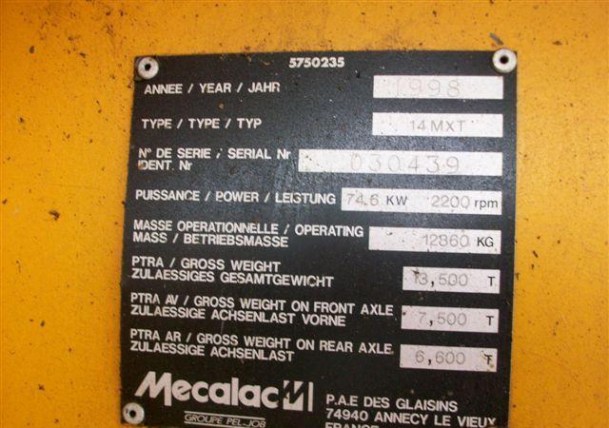 5750235
ANNEE / YEAR / JAHR 1998
TYPE / TYPE / TYP 14 MXT
N° DE SERIE / SERIAL Nr
IDENT. Nr 030439
PUISSANCE / POWER / LEISTUNG 74.6 KW 2200 rpm
MASSE OPERATIONNELLE / OPERATING
MASS / BETRIEBSMASSE 12860 KG
PTRA / GROSS WEIGHT
ZULAESSIGES GESAMTGEWICHT 13,500 T
PTRA AV / GROSS WEIGHT ON FRONT AXLE
ZULAESSIGE ACHSENLAST VORNE 7,500 T
PTRA AR / GROSS WEIGHT ON REAR AXLE
ZULAESSIGE ACHSENLAST 6,600 T
Mecalac
GROUPE PEL-JOB
P.A.E DES GLAISINS
74940 ANNECY LE VIEUX
FRANCE